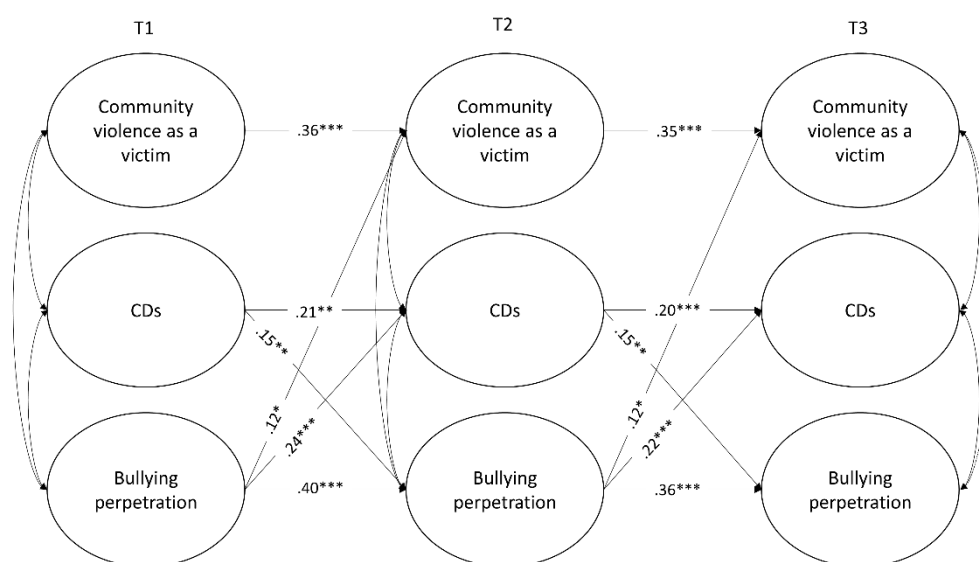 T1
T2
T3
Community
violence as a
victim
.36***
Community
violence as a
victim
.35***
Community
violence as a
victim
CDs
.21**
CDs
.20***
CDs
.15**
.15**
.12*
.24***
.12*
.22***
Bullying
perpetration
.40***
Bullying
perpetration
.36***
Bullying
perpetration